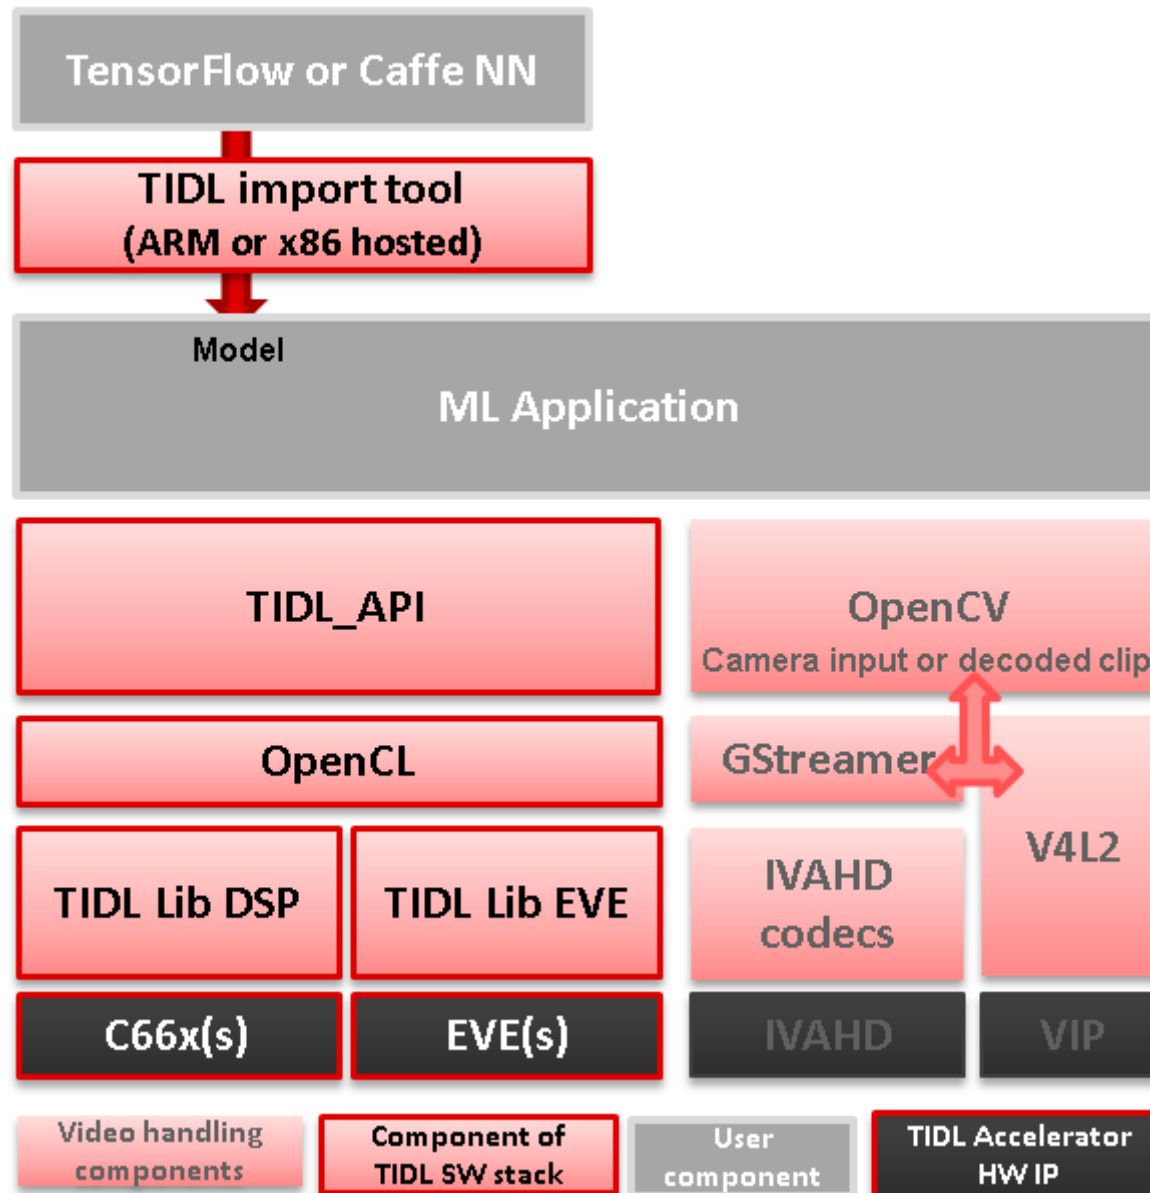 TensorFlow or Caffe NN
TIDL import tool
(ARM or x86 hosted)
Model
ML Application
TIDL_API
OpenCV
Camera input or decoded clip
OpenCL
GStreamer
V4L2
TIDL Lib DSP
TIDL Lib EVE
IVAHD
codecs
C66x(s)
EVE(s)
IVAHD
VIP
Video handling
components
Component of
TIDL SW stack
User
component
TIDL Accelerator
HW IP